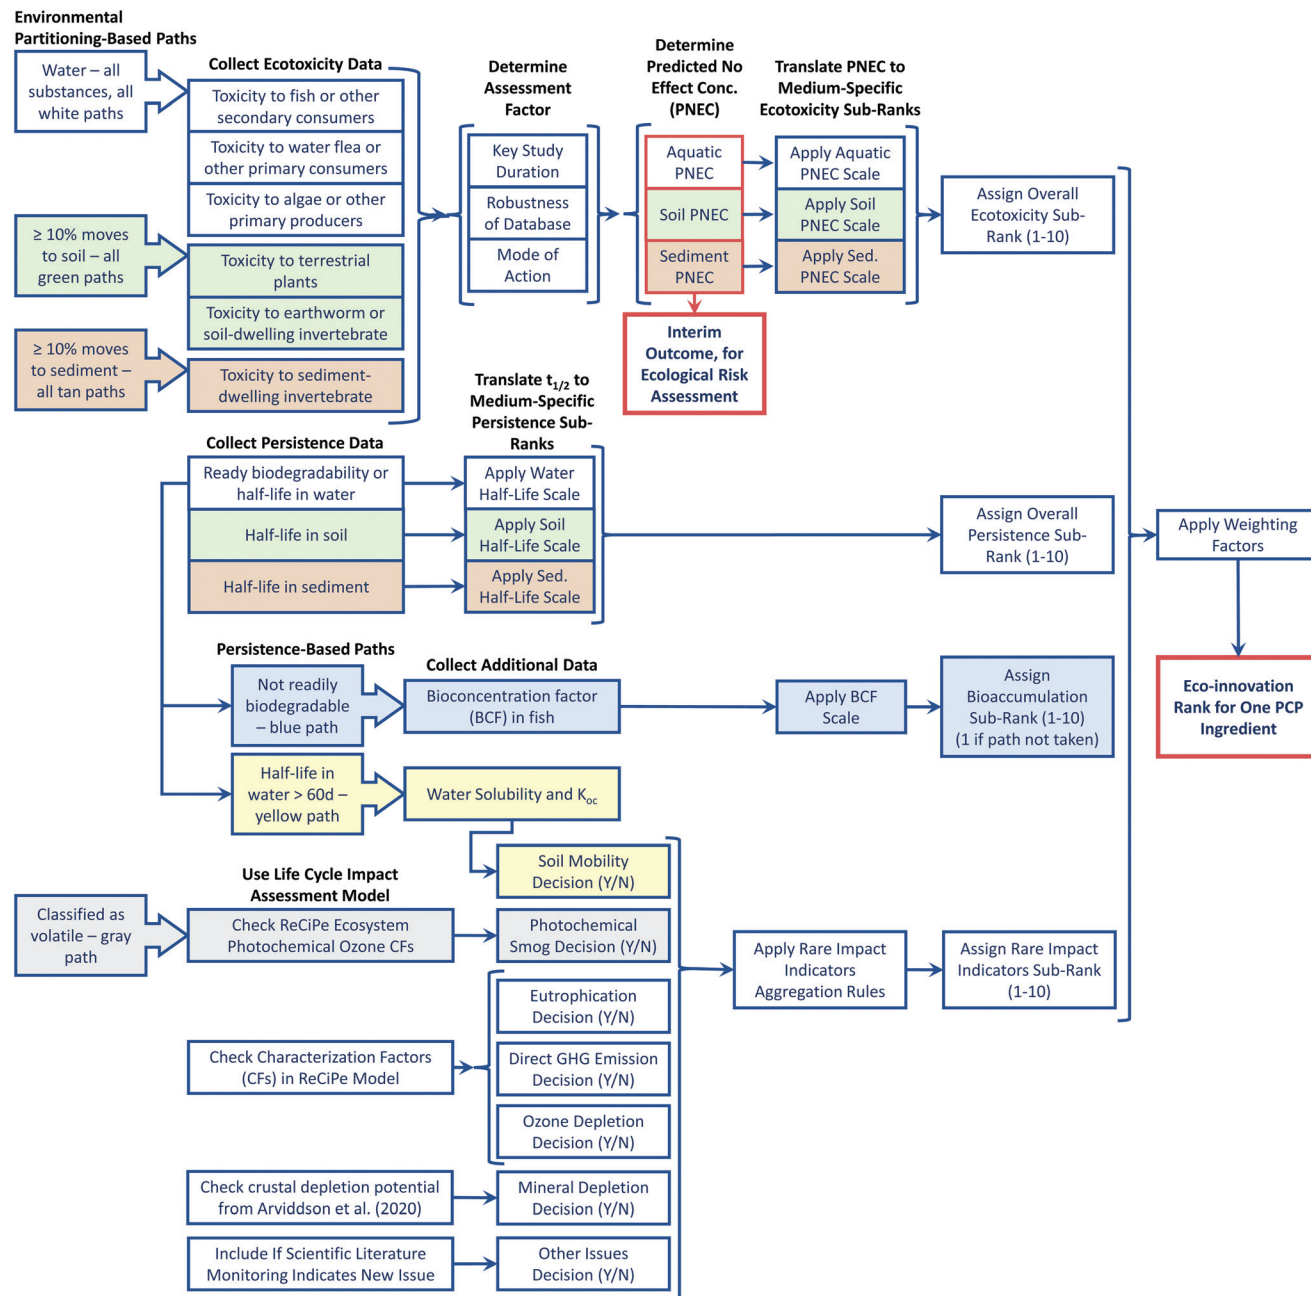 Environmental
Partitioning-Based Paths
Water – all
substances, all
white paths
≥ 10% moves
to soil – all
green paths
≥ 10% moves
to sediment –
all tan paths
Collect Ecotoxicity Data
Toxicity to fish or other
secondary consumers
Toxicity to water flea or
other primary consumers
Toxicity to algae or other
primary producers
Toxicity to terrestrial
plants
Toxicity to earthworm or
soil-dwelling invertebrate
Toxicity to sediment-
dwelling invertebrate
Determine
Assessment
Factor
Key Study
Duration
Robustness
of Database
Mode of
Action
Determine
Predicted No
Effect Conc.
(PNEC)
Aquatic
PNEC
Soil PNEC
Sediment
PNEC
Interim
Outcome, for
Ecological Risk
Assessment
Translate PNEC to
Medium-Specific
Ecotoxicity Sub-Ranks
Apply Aquatic
PNEC Scale
Apply Soil
PNEC Scale
Apply Sed.
PNEC Scale
Assign Overall
Ecotoxicity Sub-
Rank (1-10)
Collect Persistence Data
Ready biodegradability or
half-life in water
Half-life in soil
Half-life in sediment
Translate t1/2 to
Medium-Specific
Persistence Sub-
Ranks
Apply Water
Half-Life Scale
Apply Soil
Half-Life Scale
Apply Sed.
Half-Life Scale
Assign Overall
Persistence Sub-
Rank (1-10)
Apply Weighting
Factors
Eco-innovation
Rank for One PCP
Ingredient
Persistence-Based Paths
Not readily
biodegradable
– blue path
Half-life in
water > 60d –
yellow path
Collect Additional Data
Bioconcentration factor
(BCF) in fish
Water Solubility and Koc
Apply BCF
Scale
Assign
Bioaccumulation
Sub-Rank (1-10)
(1 if path not taken)
Soil Mobility
Decision (Y/N)
Use Life Cycle Impact
Assessment Model
Classified as
volatile – gray
path
Check ReCiPe Ecosystem
Photochemical Ozone CFs
Photochemical
Smog Decision (Y/N)
Check Characterization Factors
(CFs) in ReCiPe Model
Eutrophication
Decision (Y/N)
Direct GHG Emission
Decision (Y/N)
Ozone Depletion
Decision (Y/N)
Check crustal depletion potential
from Arviddson et al. (2020)
Mineral Depletion
Decision (Y/N)
Include If Scientific Literature
Monitoring Indicates New Issue
Other Issues
Decision (Y/N)
Apply Rare Impact
Indicators
Aggregation Rules
Assign Rare Impact
Indicators Sub-Rank
(1-10)